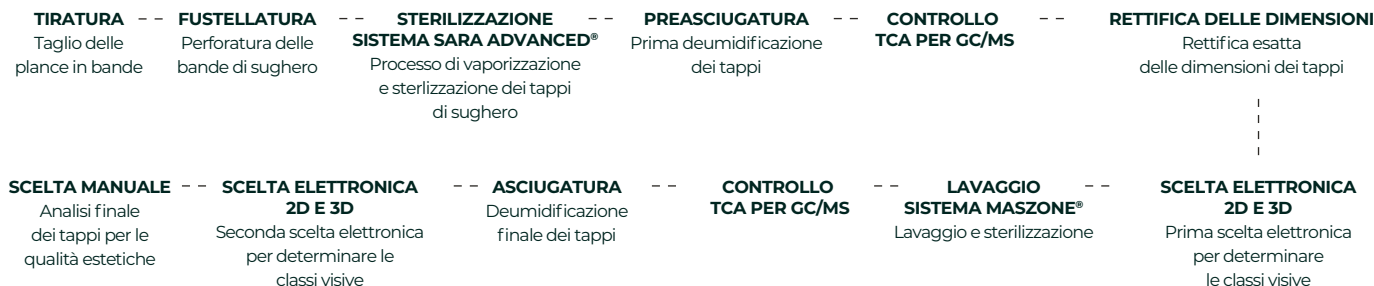 TIRATURA
Taglio delle
plance in bande
FUSTELLATURA
Perforatura delle
bande di sughero
STERILIZZAZIONE
SISTEMA SARA ADVANCED®
Processo di vaporizzazione
e sterlizzazione dei tappi
di sughero
PREASCIUGATURA
Prima deumidificazione
dei tappi
CONTROLLO
TCA PER GC/MS
RETTIFICA DELLE DIMENSIONI
Rettifica esatta
delle dimensioni dei tappi
SCELTA ELETTRONICA
2D E 3D
Prima scelta elettronica
per determinare
le classi visive
LAVAGGIO
SISTEMA MASZONE®
Lavaggio e sterilizzazione
CONTROLLO
TCA PER GC/MS
ASCIUGATURA
Deumidificazione
finale dei tappi
SCELTA ELETTRONICA
2D E 3D
Seconda scelta elettronica
per determinare le
classi visive
SCELTA MANUALE
Analisi finale
dei tappi per le
qualità estetiche